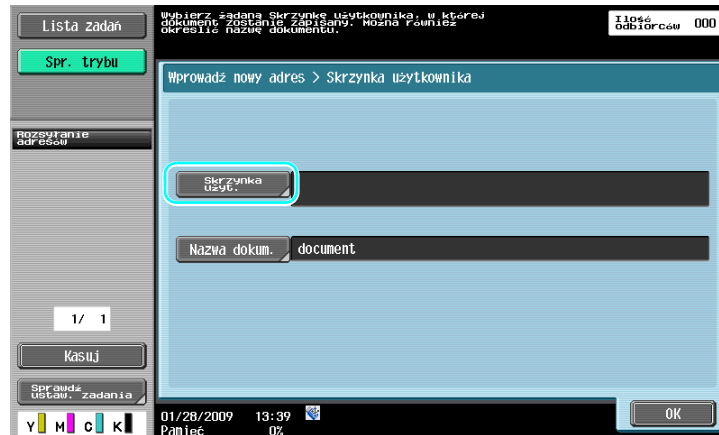 Lista zadań
Wybierz żądaną Skrzynkę użytkownika, w której
dokument zostanie zapisany. Można również
określić nazwę dokumentu.
Ilość
odbiorców 000
Spr. trybu
Wprowadź nowy adres > Skrzynka użytkownika
Rozsyłanie
adresów
Skrzynka
użyt.
Nazwa dokum. document
1/ 1
Kasuj
Sprawdź
ustaw. zadania
Y M C K
01/28/2009 13:39
Pamięć 0%
OK